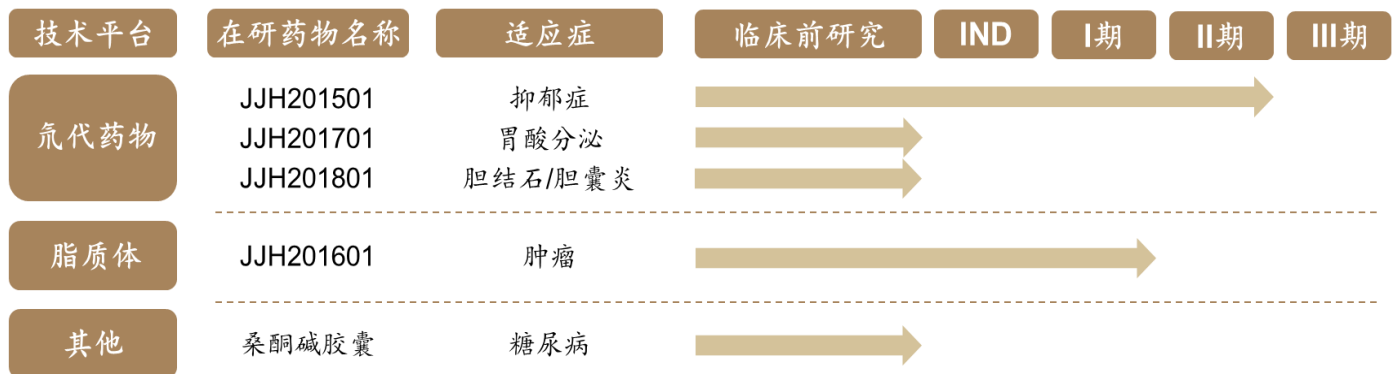 技术平台 在研药物名称 适应症 临床前研究 IND I期 II期 III期
氘代药物
JJH201501 抑郁症
JJH201701 胃酸分泌
JJH201801 胆结石/胆囊炎
脂质体 JJH201601 肿瘤
其他 桑酮碱胶囊 糖尿病